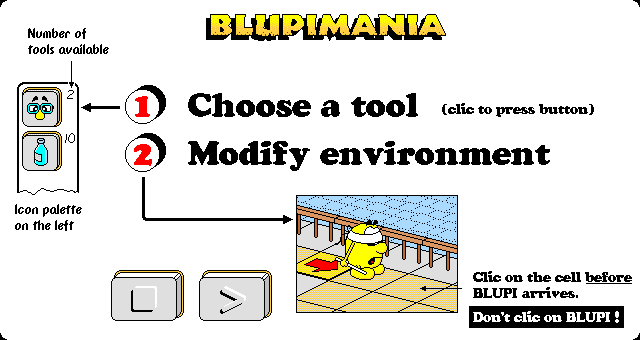 BLUPIMANIA
Number of
tools available
2
1 Choose a tool (clic to press button)
10
2 Modify environment
Icon palette
on the left
Clic on the cell before
BLUPI arrives.
Don't clic on BLUPI !